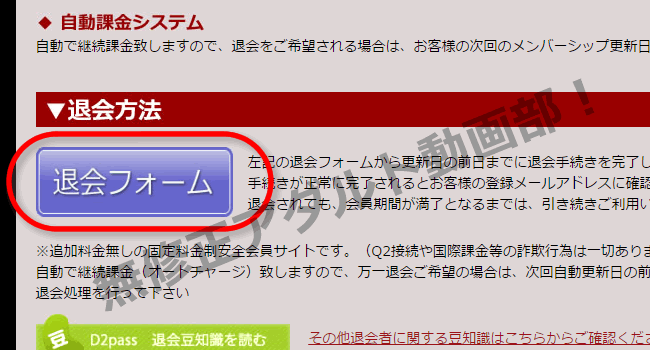 ◆ 自動課金システム
自動で継続課金致しますので、退会をご希望される場合は、お客様の次回のメンバーシップ更新日
▼退会方法
退会フォーム
左記の退会フォームから更新日の前日までに退会手続きを完了し
手続きが正常に完了されるとお客様の登録メールアドレスに確認
退会されても、会員期間が満了となるまでは、引き続きご利用い
無修正アダルト動画部！
※追加料金無しの固定料金制安全会員サイトです。（Q2接続や国際課金等の詐欺行為は一切ありま
自動で継続課金（オートチャージ）致しますので、万一退会ご希望の場合は、次回自動更新日の前
退会処理を行って下さい
豆 D2pass 退会豆知識を読む
その他退会者に関する豆知識はこちらからご確認くださ